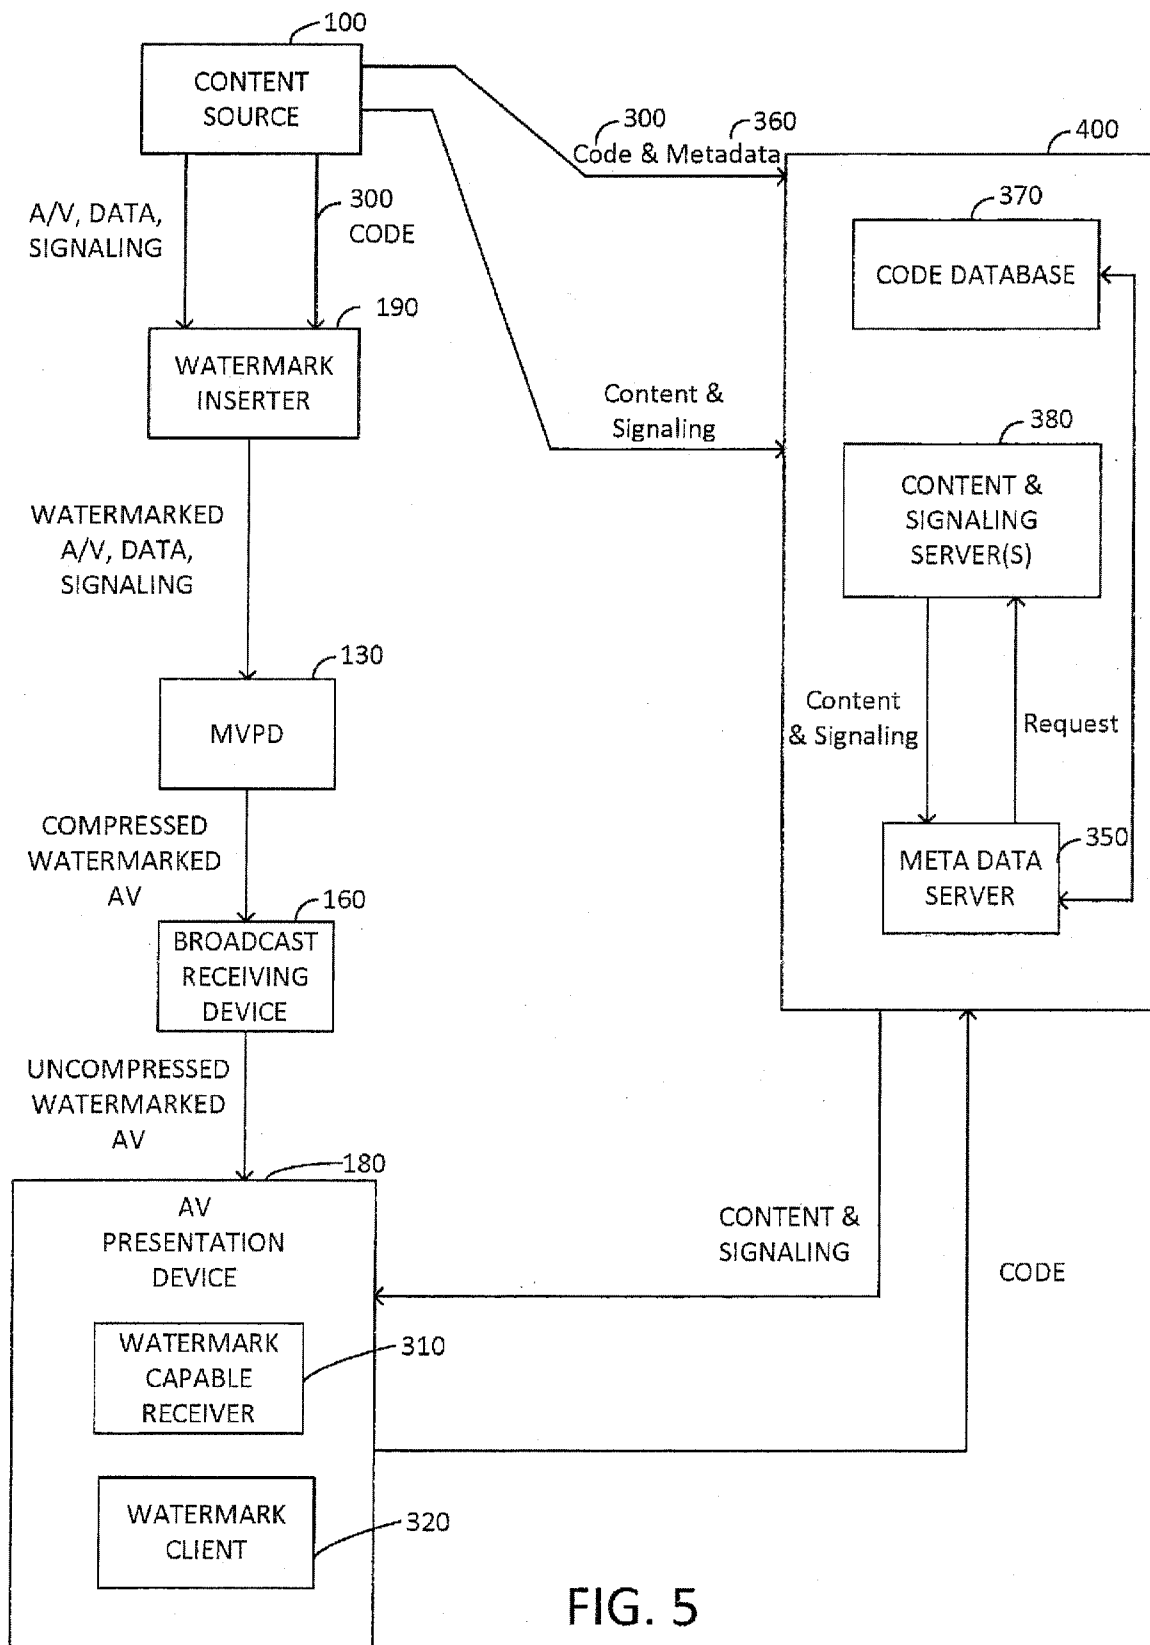 100
CONTENT
SOURCE
300
360
Code & Metadata
400
A/V, DATA,
SIGNALING
300
CODE
370
CODE DATABASE
190
WATERMARK
INSERTER
Content &
Signaling
380
CONTENT &
SIGNALING
SERVER(S)
WATERMARKED
A/V, DATA,
SIGNALING
130
MVPD
Content
& Signaling
Request
COMPRESSED
WATERMARKED
AV
350
META DATA
SERVER
160
BROADCAST
RECEIVING
DEVICE
UNCOMPRESSED
WATERMARKED
AV
180
AV
PRESENTATION
DEVICE
CONTENT &
SIGNALING
CODE
WATERMARK
CAPABLE
RECEIVER
310
WATERMARK
CLIENT
320
FIG. 5